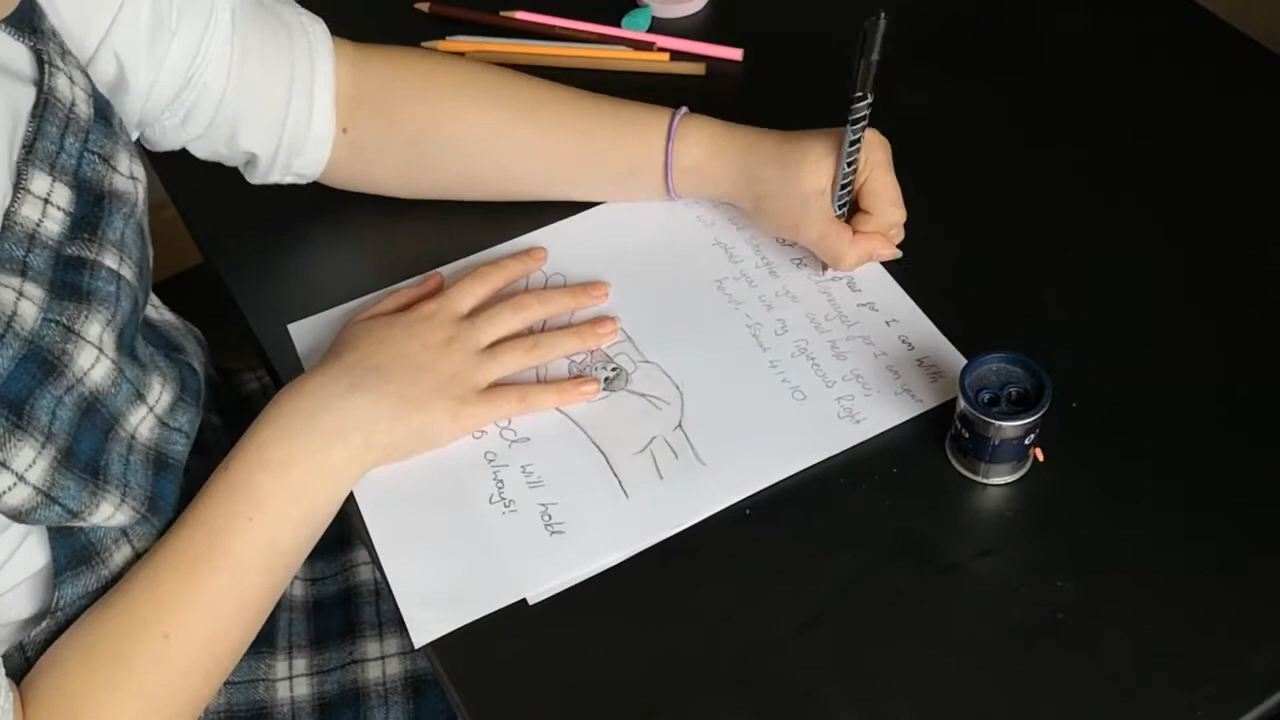 fear for I am with
not be dismayed for I am your
strengthen you and help you;
will uphold you with my righteous right
hand. - Isaiah 41 v 10
will hold
always!